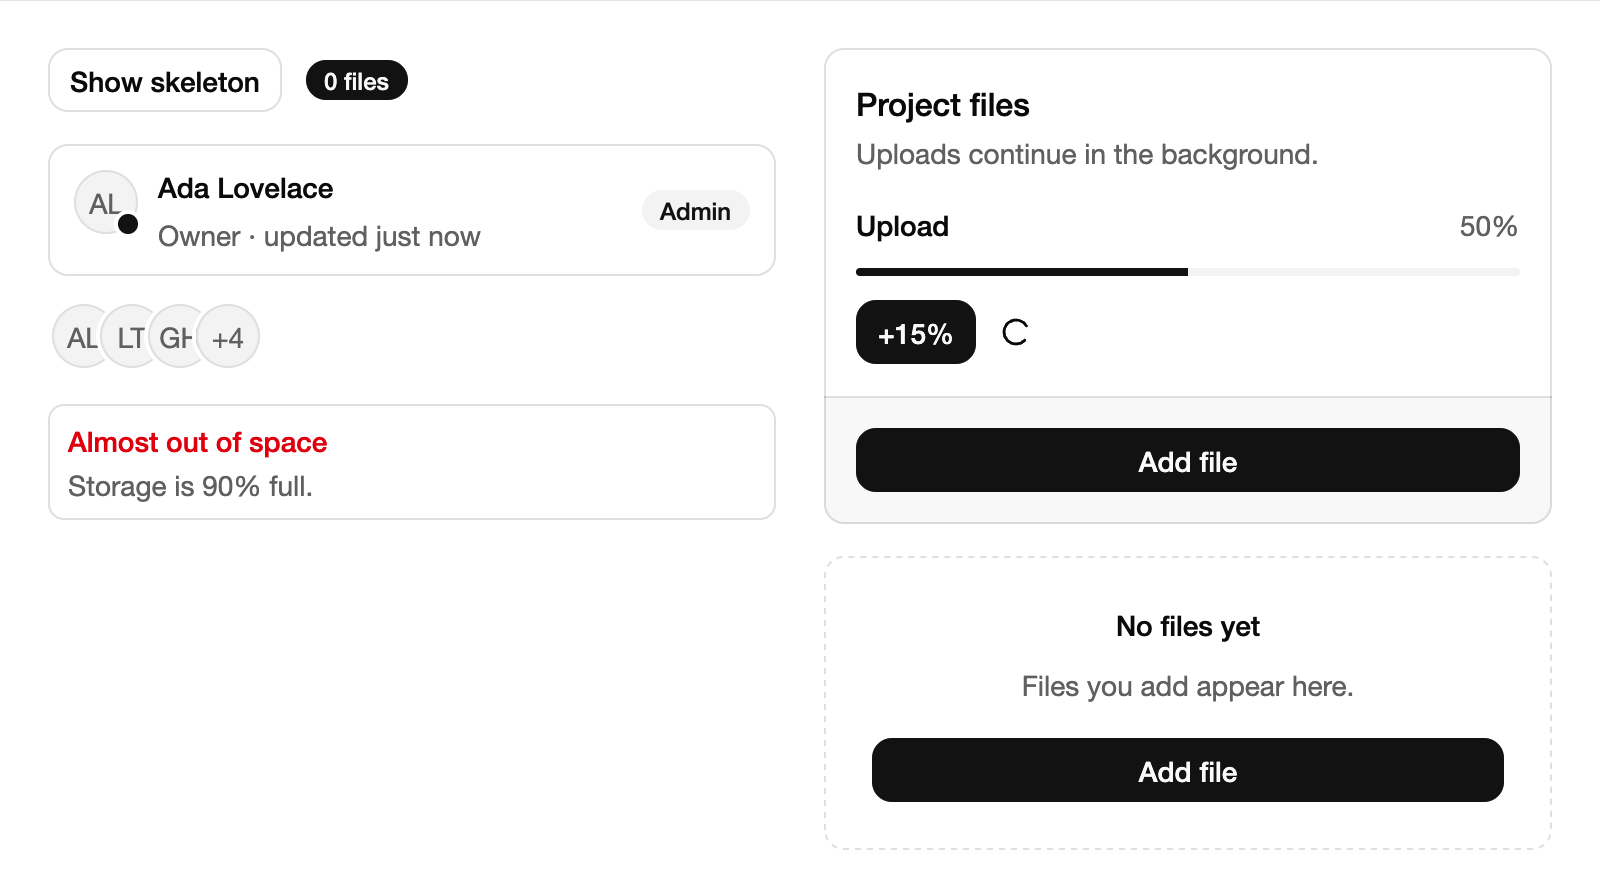 Show skeleton
0 files
AL
Ada Lovelace
Owner · updated just now
Admin
AL
LT
GH
+4
Almost out of space
Storage is 90% full.
Project files
Uploads continue in the background.
Upload
50%
+15%
Add file
No files yet
Files you add appear here.
Add file